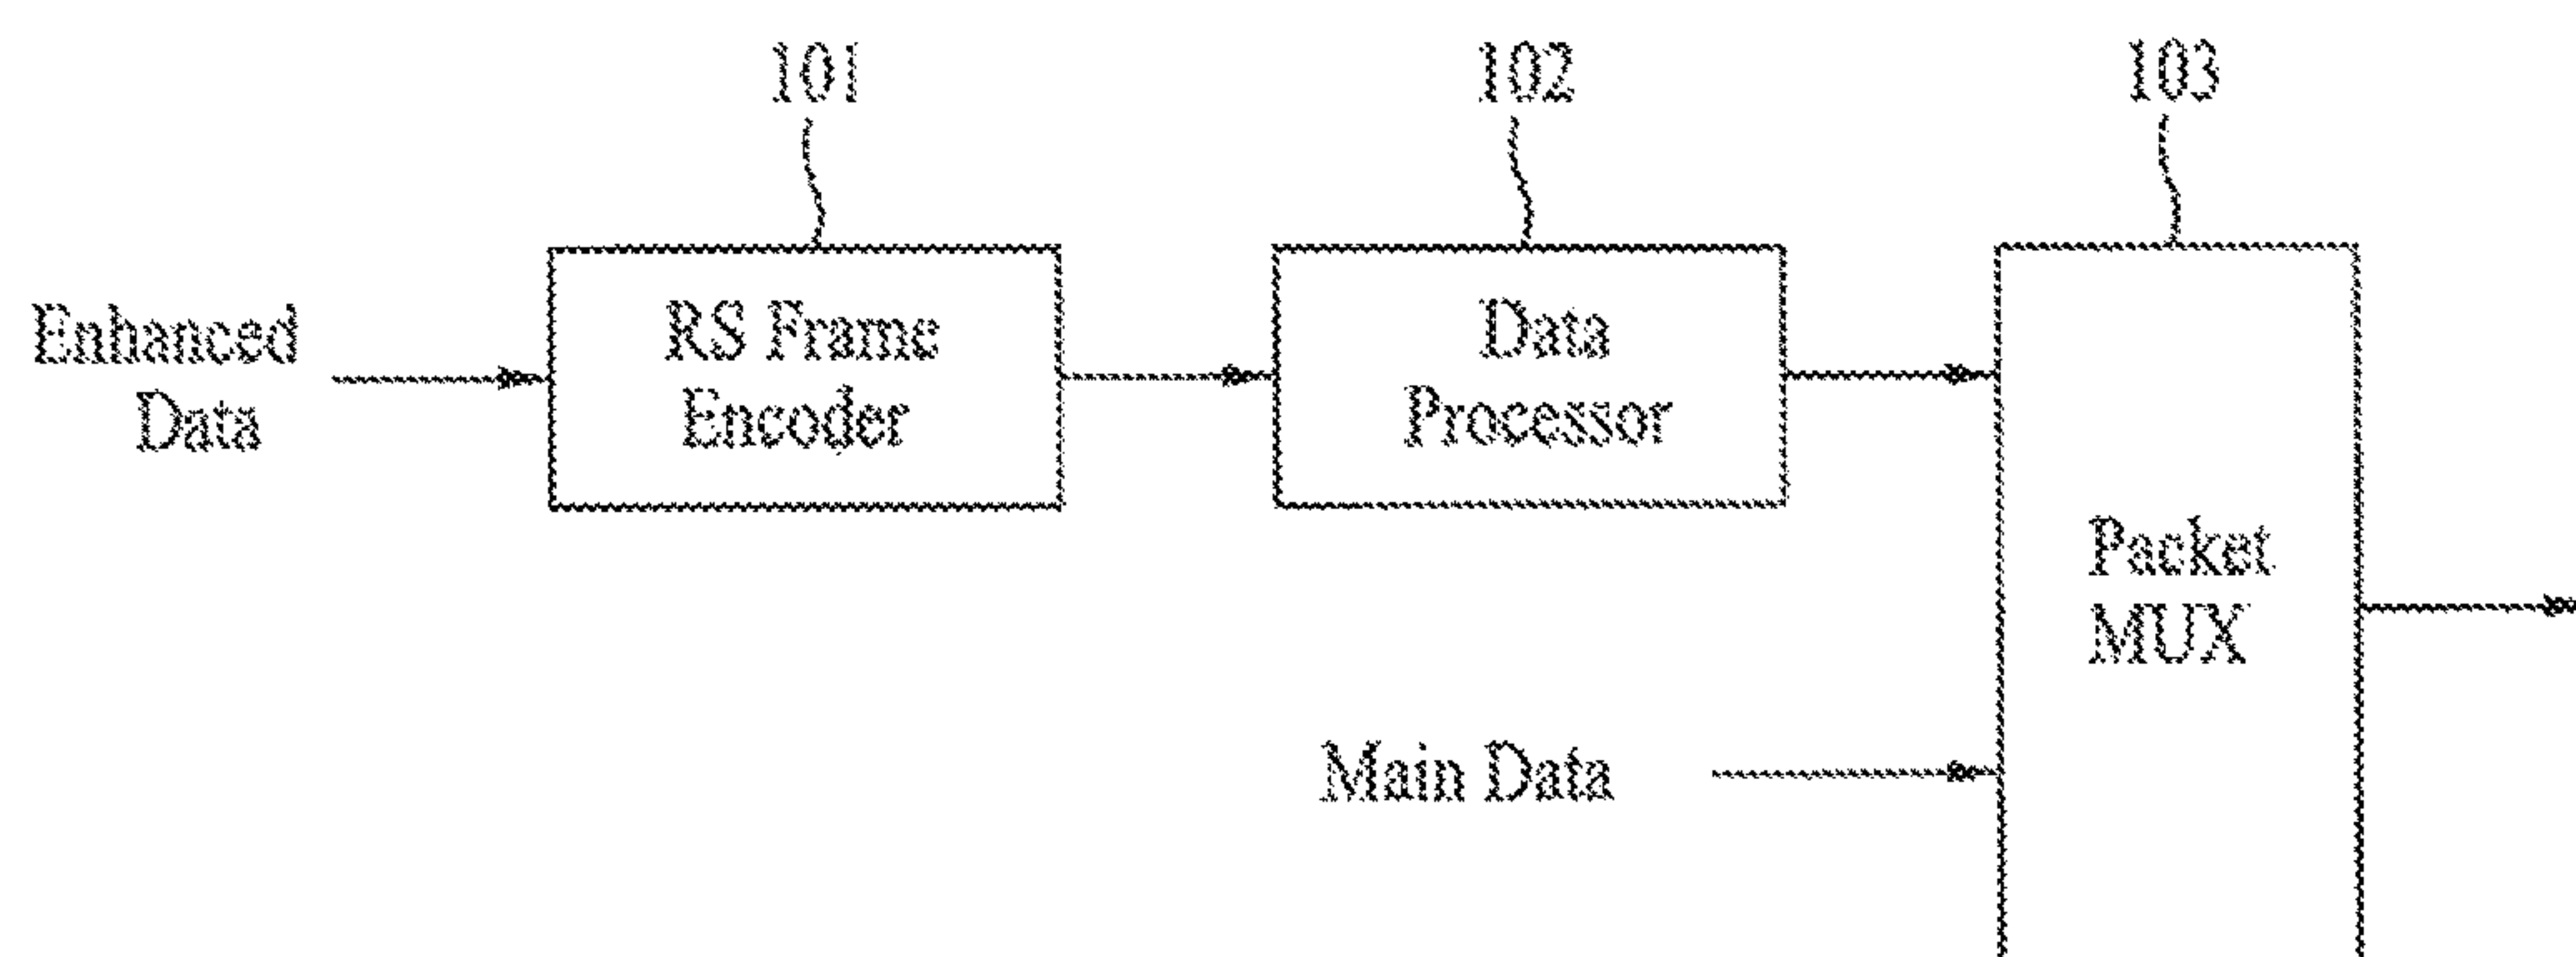 101
102
103
Enhanced
Data
RS Frame
Encoder
Data
Processor
Packet
MUX
Main Data